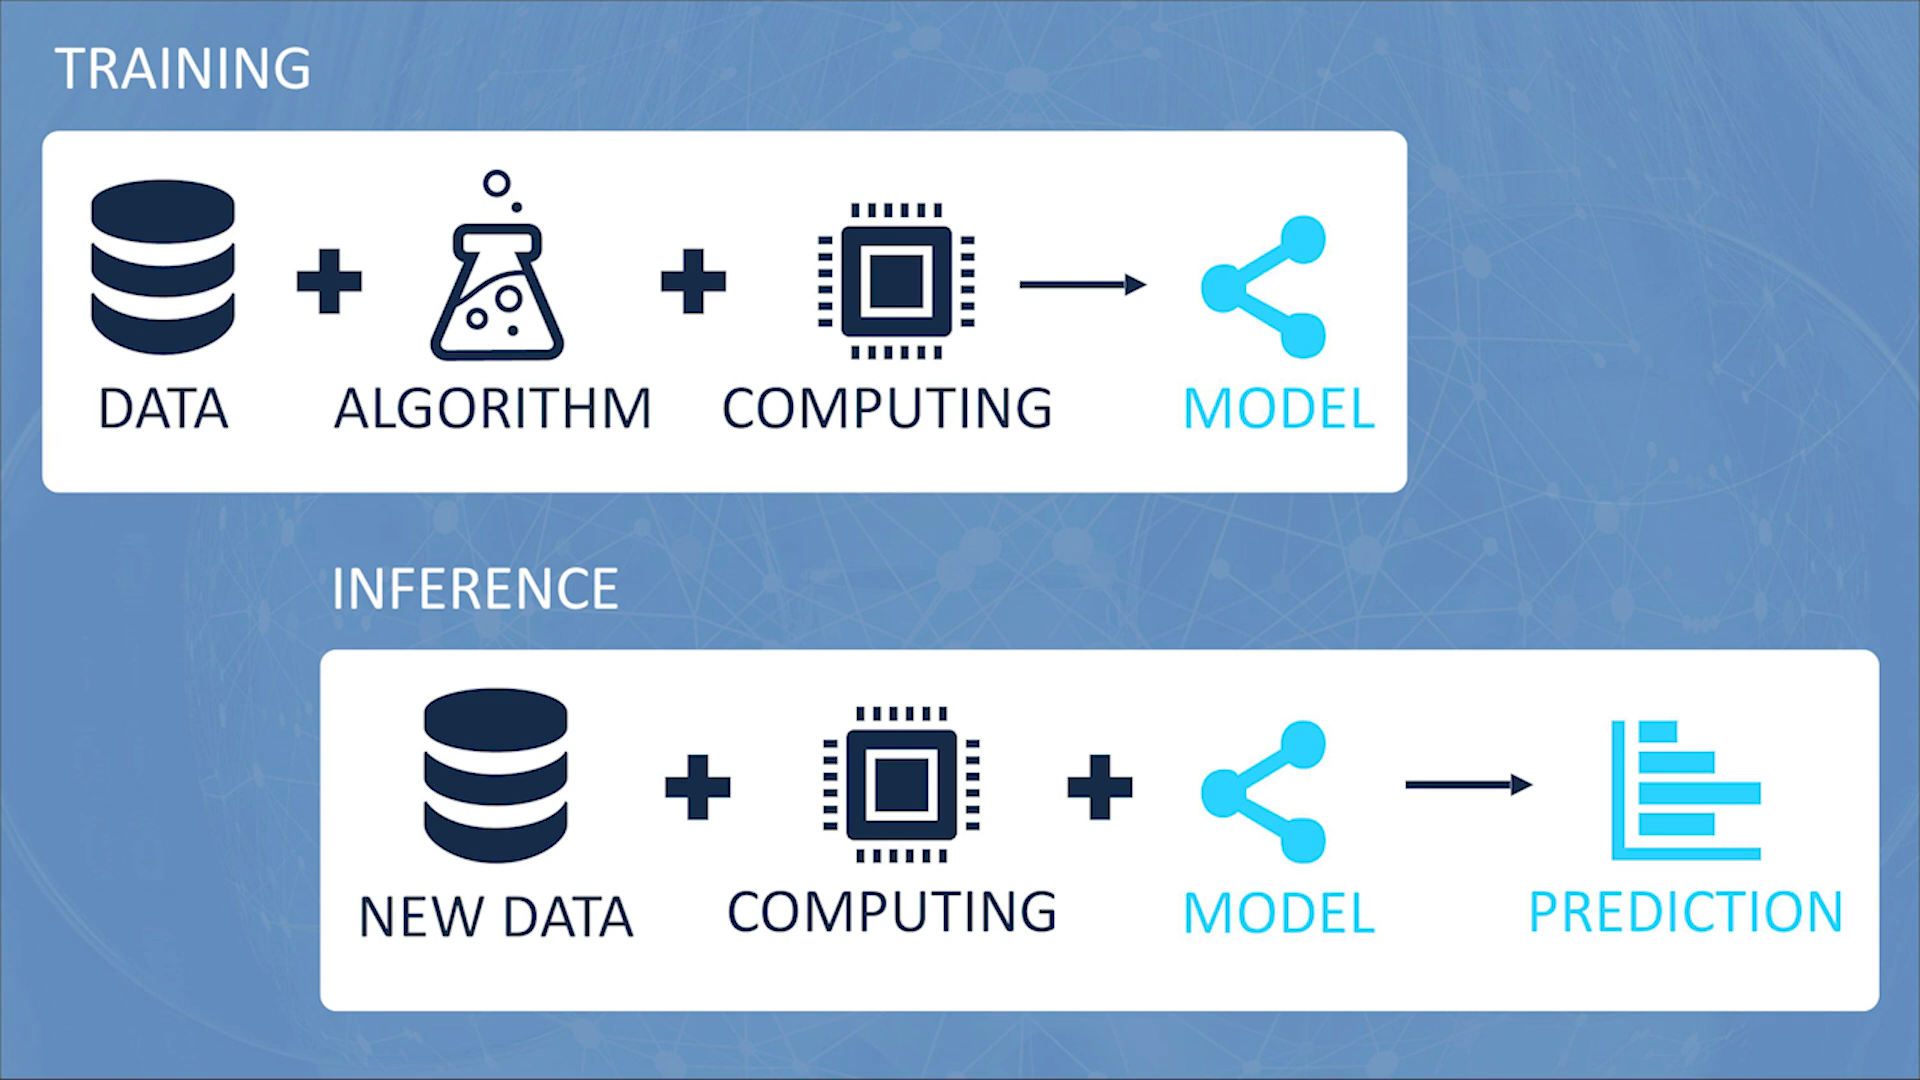 TRAINING
DATA ALGORITHM COMPUTING MODEL
INFERENCE
NEW DATA COMPUTING MODEL PREDICTION